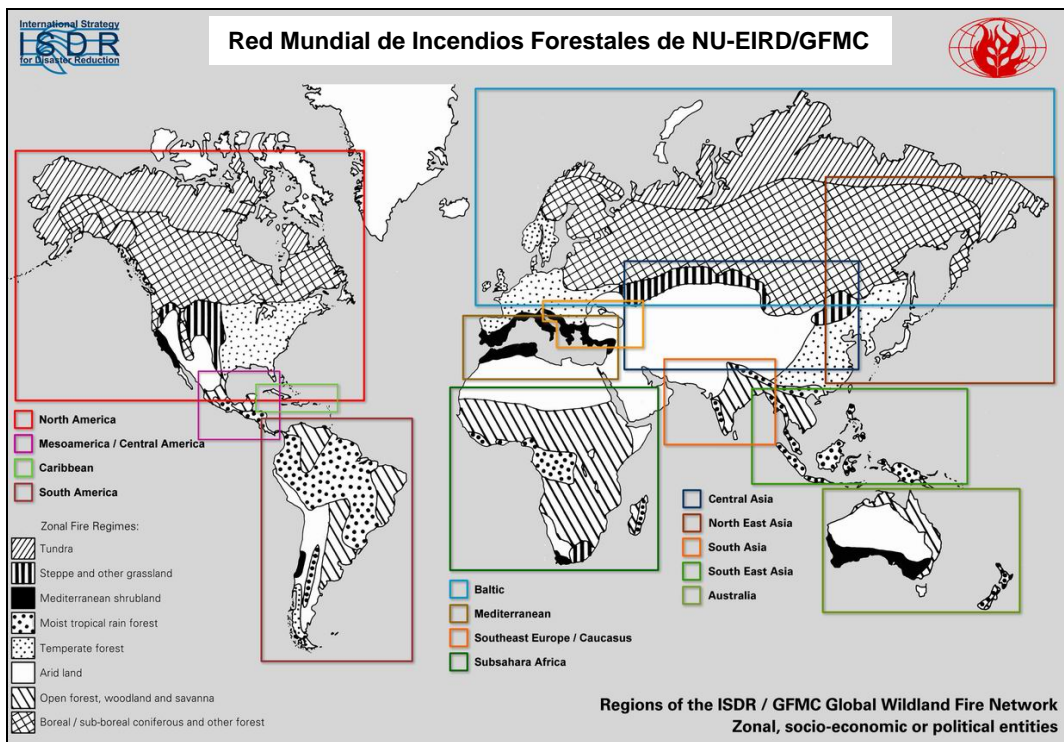 International Strategy
ISDR
for Disaster Reduction
Red Mundial de Incendios Forestales de NU-EIRD/GFMC
North America
Mesoamerica / Central America
Caribbean
South America
Zonal Fire Regimes:
Tundra
Steppe and other grassland
Mediterranean shrubland
Moist tropical rain forest
Temperate forest
Arid land
Open forest, woodland and savanna
Boreal / sub-boreal coniferous and other forest
Baltic
Mediterranean
Southeast Europe / Caucasus
Subsahara Africa
Central Asia
North East Asia
South Asia
South East Asia
Australia
Regions of the ISDR / GFMC Global Wildland Fire Network
Zonal, socio-economic or political entities